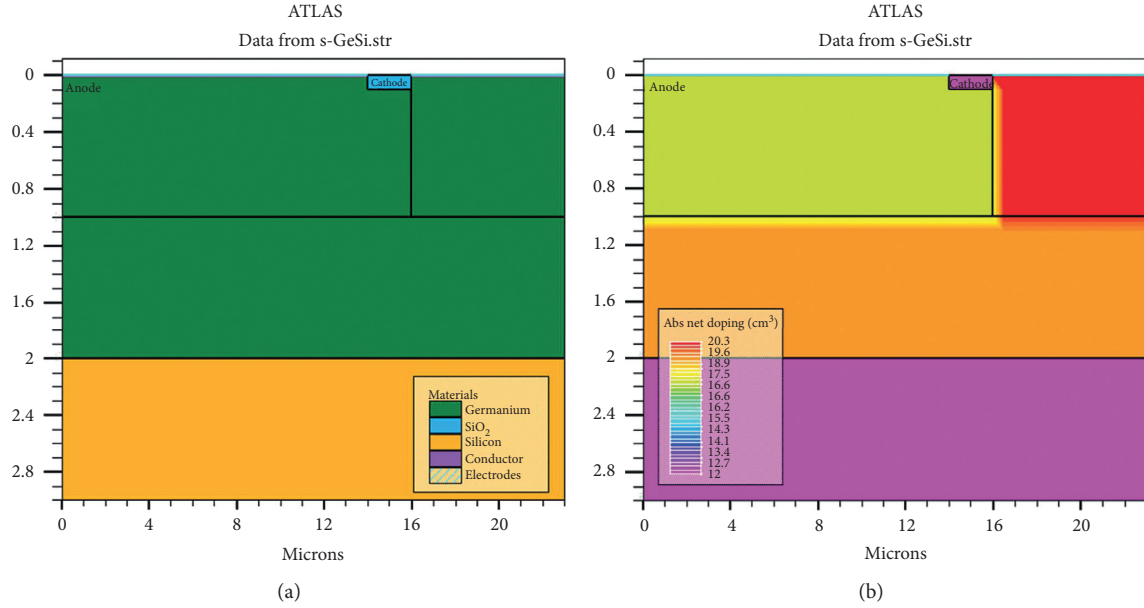 ATLAS
Data from s-GeSi.str
Anode
Cathode
0
0.4
0.8
1.2
1.6
2
2.4
2.8
Materials
Germanium
SiO2
Silicon
Conductor
Electrodes
0 4 8 12 16 20
Microns
(a)
ATLAS
Data from s-GeSi.str
Anode
Cathode
0
0.4
0.8
1.2
1.6
2
2.4
2.8
Abs net doping (cm³)
20.3
19.6
18.9
17.5
16.6
16.6
16.2
15.5
14.3
14.1
13.4
12.7
12
0 4 8 12 16 20
Microns
(b)